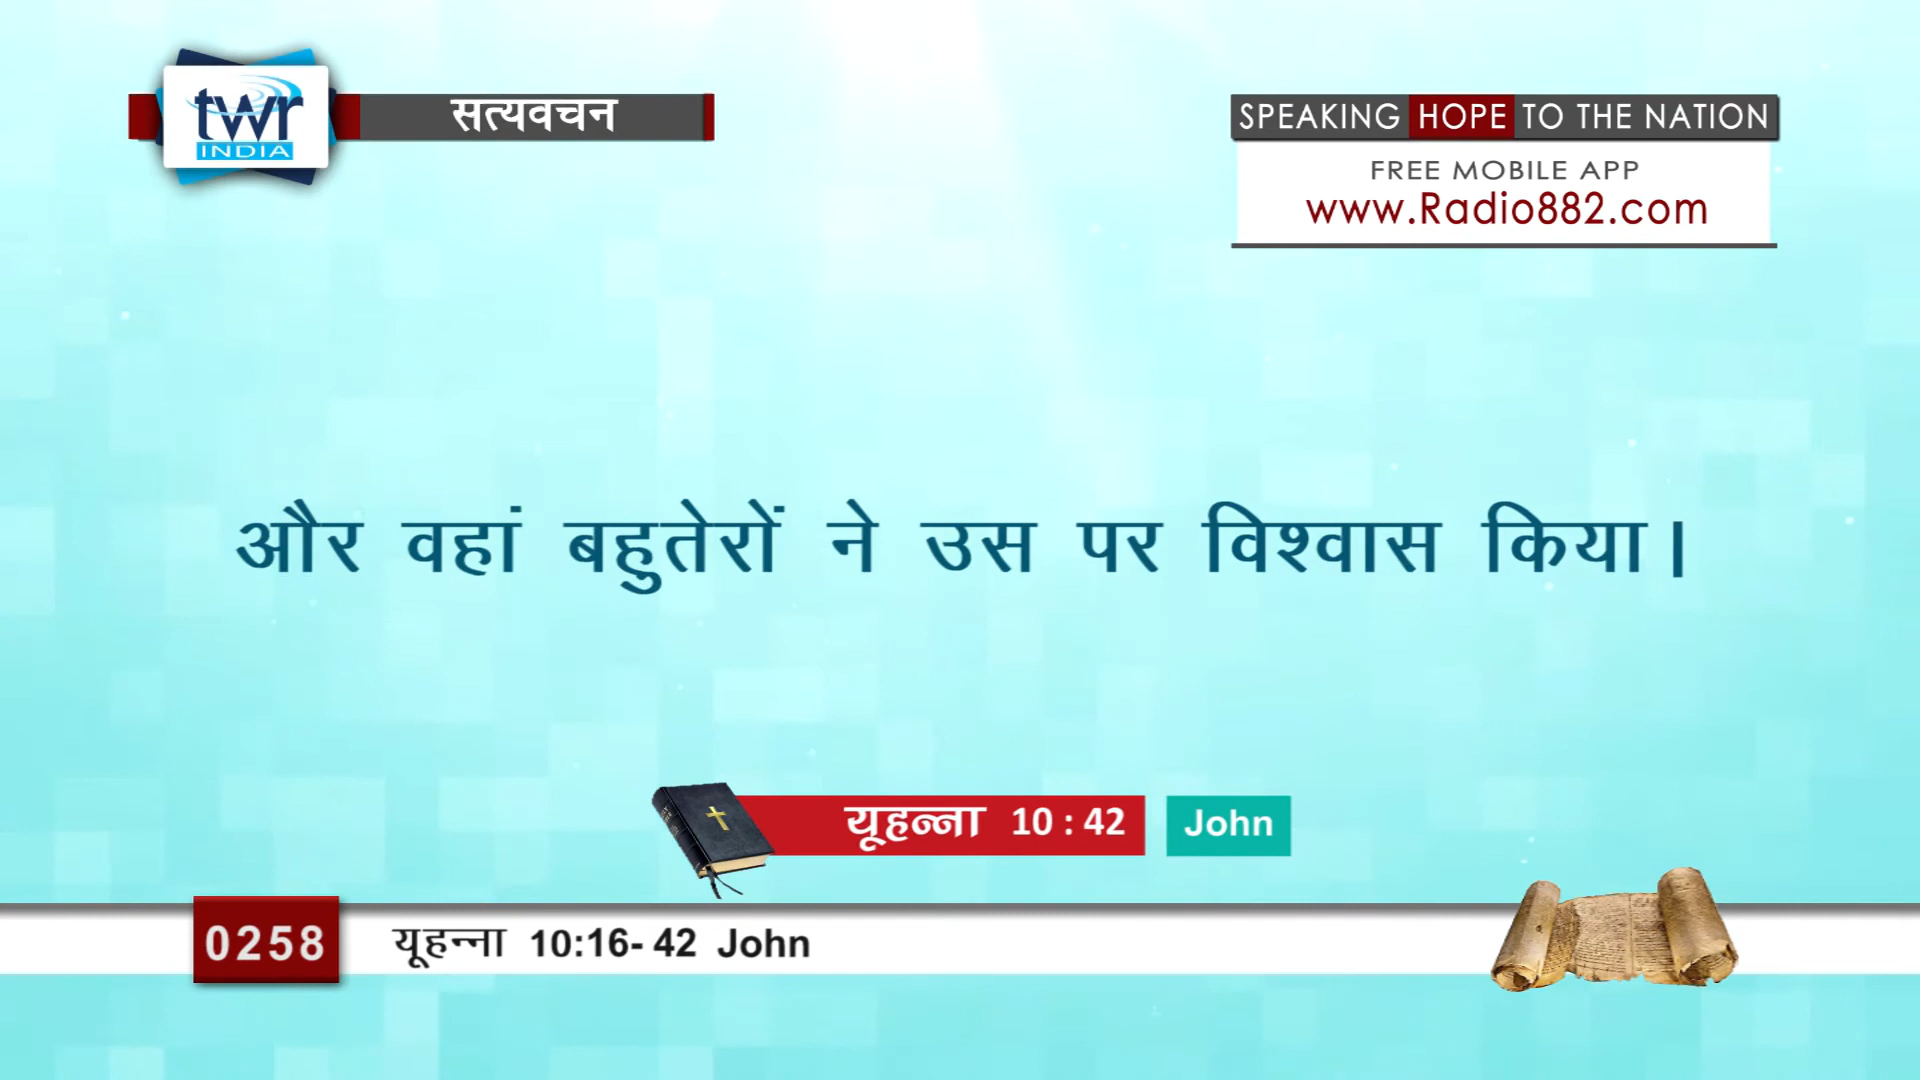 twr
INDIA
सत्यवचन
SPEAKING HOPE TO THE NATION
FREE MOBILE APP
www.Radio882.com
और वहां बहुतेरों ने उस पर विश्वास किया।
यूहन्ना 10 : 42 John
0258 यूहन्ना 10:16- 42 John